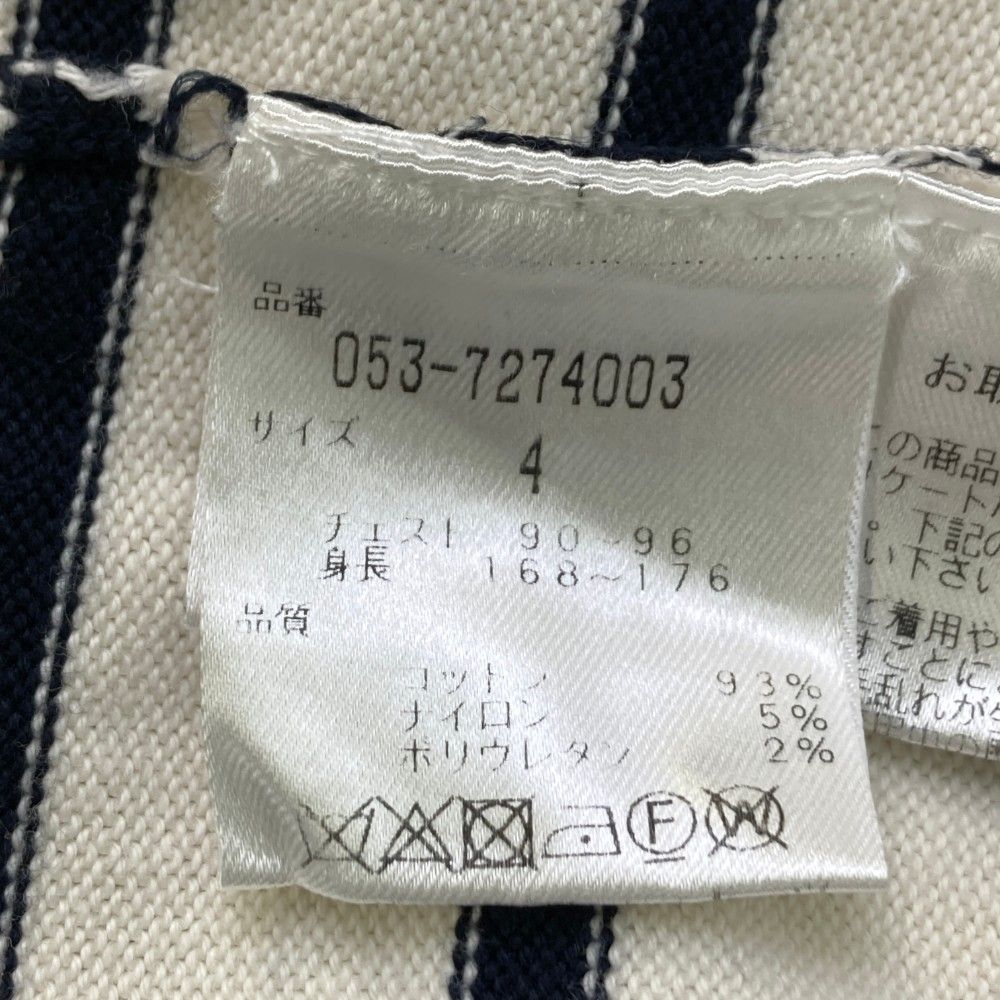 品番
053-7274003
サイズ
4
チェスト 90~96
身長 168~176
品質
コットン 93%
ナイロン 5%
ポリウレタン 2%
F
W
お取
の商品
ケート
。下記の
い下さい
着用や
すことに
乱れが